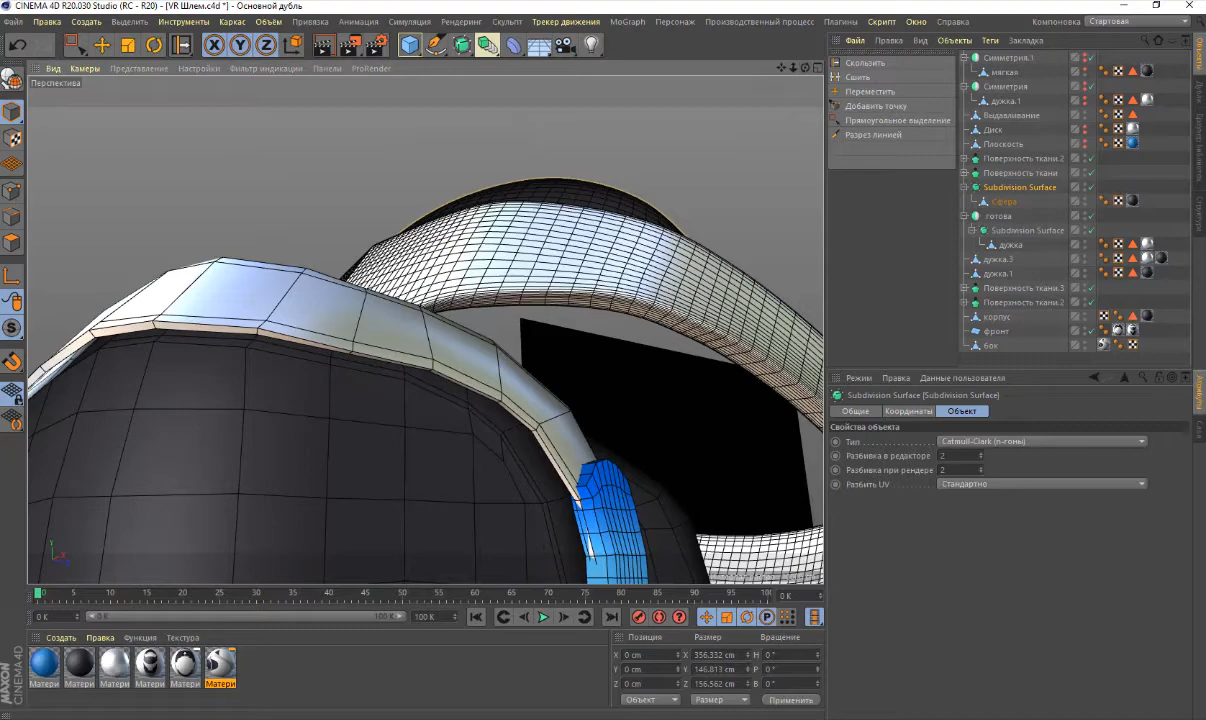 CINEMA 4D R20.030 Studio (RC - R20) - [VR Шлем.c4d *] - Основной дубль
Файл Правка Создать Выделить Инструменты Каркас Объём Привязка Анимация Симуляция Рендеринг Скульпт Трекер движения MoGraph Персонаж Производственный процесс Плагины Скрипт Окно Справка Компоновка Стартовая
Вид Камеры Представление Настройки Фильтр индикации Панели ProRender
Перспектива
Файл Правка Вид Объекты Теги Закладка
Скользить
Сшить
Переместить
Добавить точку
Прямоугольное выделение
Разрез линией
Симметрия.1
мягкая
Симметрия
дужка.1
Выдавливание
Диск
Плоскость
Поверхность ткани.2
Поверхность ткани
Subdivision Surface
Сфера
готова
Subdivision Surface
дужка
дужка.3
дужка.1
Поверхность ткани.3
Поверхность ткани.2
корпус
фронт
бок
Режим Правка Данные пользователя
Subdivision Surface [Subdivision Surface]
Общие Координаты Объект
Свойства объекта
Тип Catmull-Clark (n-гоны)
Разбивка в редакторе 2
Разбивка при рендере 2
Разбить UV Стандартно
Объекты
Атрибуты
Структура
0 5 10 15 20 25 30 35 40 45 50 55 60 65 70 75 80 85 90 95 100 0 K
0 K 0 K 100 K 100 K
Создать Правка Функция Текстура
Матери Матери Матери Матери Матери Матери
Позиция Размер Вращение
X 0 cm X 356.332 cm H 0 °
Y 0 cm Y 146.813 cm P 0 °
Z 0 cm Z 156.562 cm B 0 °
Объект Размер Применить
MAXON
CINEMA 4D